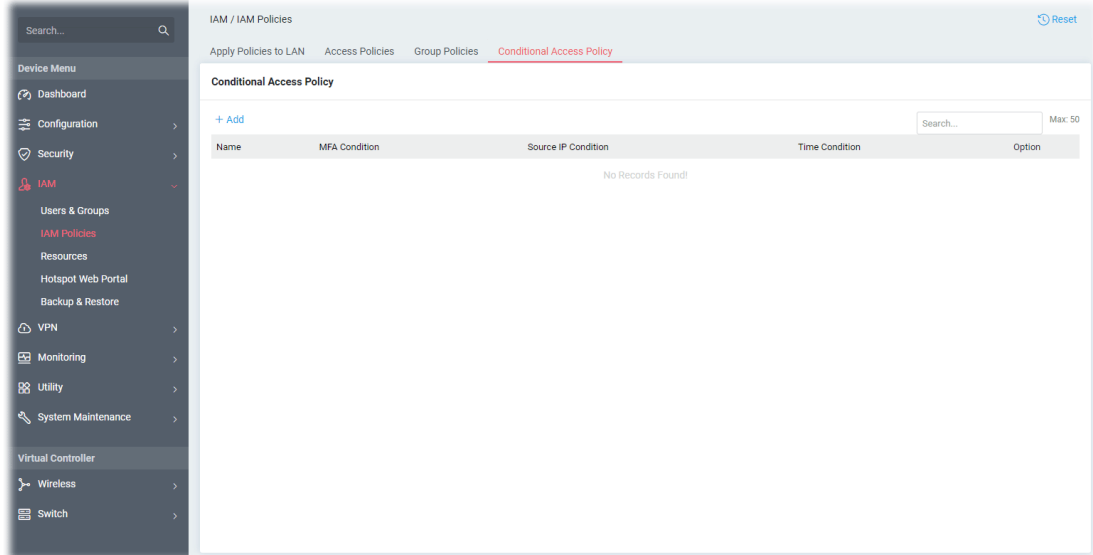 Search...
Device Menu
Dashboard
Configuration
Security
IAM
Users & Groups
IAM Policies
Resources
Hotspot Web Portal
Backup & Restore
VPN
Monitoring
Utility
System Maintenance
Virtual Controller
Wireless
Switch
IAM / IAM Policies
Reset
Apply Policies to LAN Access Policies Group Policies Conditional Access Policy
Conditional Access Policy
+ Add
Search...
Max: 50
Name MFA Condition Source IP Condition Time Condition Option
No Records Found!